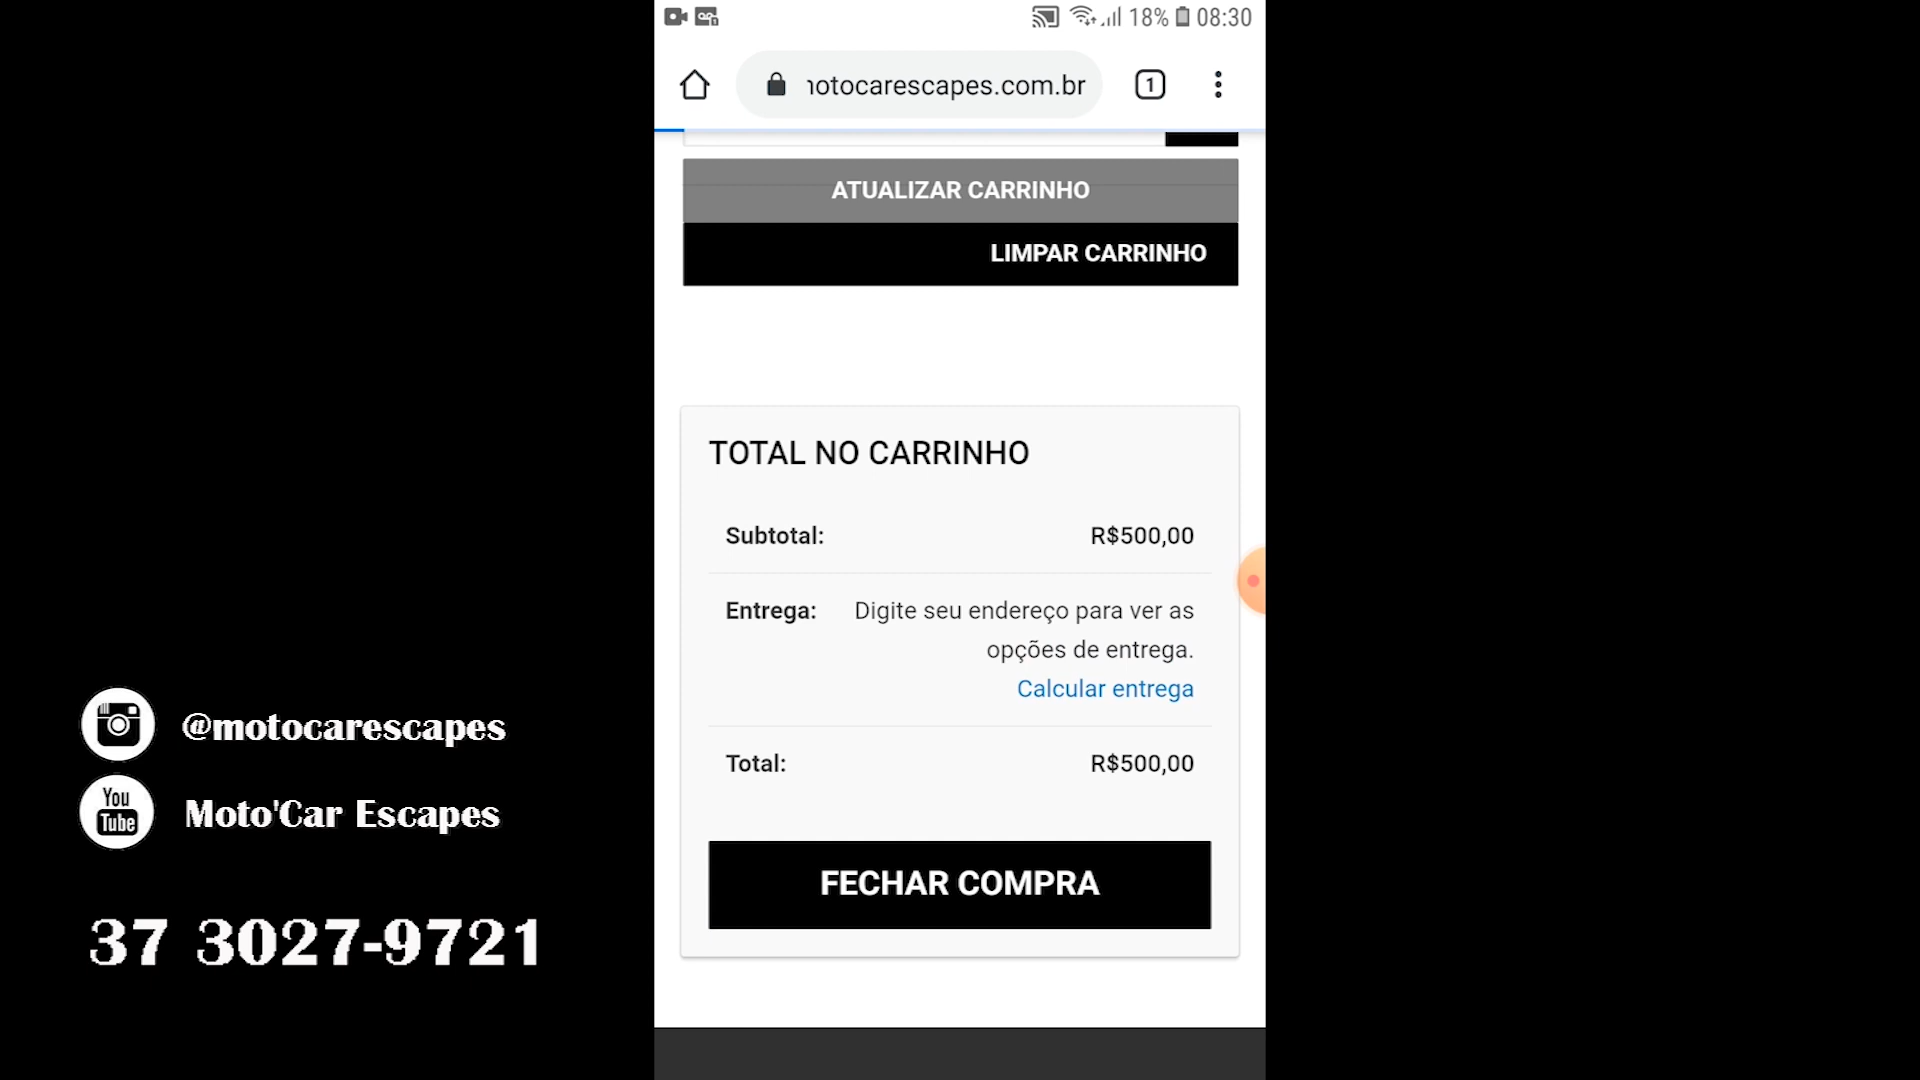 18% 08:30
notocarescapes.com.br
1
ATUALIZAR CARRINHO
LIMPAR CARRINHO
TOTAL NO CARRINHO
Subtotal: R$500,00
Entrega: Digite seu endereço para ver as
opções de entrega.
Calcular entrega
Total: R$500,00
FECHAR COMPRA
@motocarescapes
You
Tube
Moto'Car Escapes
37 3027-9721